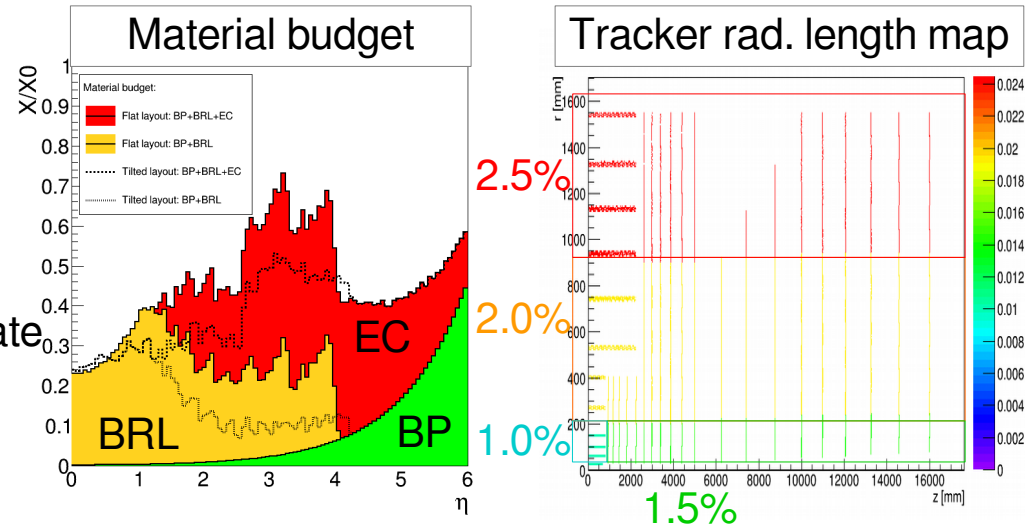 Material budget
X/X0
1
0.9
0.8
0.7
0.6
0.5
0.4
0.3
0.2
0.1
0
Material budget:
Flat layout: BP+BRL+EC
Flat layout: BP+BRL
Tilted layout: BP+BRL+EC
Tilted layout: BP+BRL
ate
EC
BRL
BP
0 1 2 3 4 5 6
η
Tracker rad. length map
r [mm]
1600
1400
1200
1000
800
600
400
200
0
2.5%
2.0%
1.0%
1.5%
0 2000 4000 6000 8000 10000 12000 14000 16000
z [mm]
0.024
0.022
0.02
0.018
0.016
0.014
0.012
0.01
0.008
0.006
0.004
0.002
0